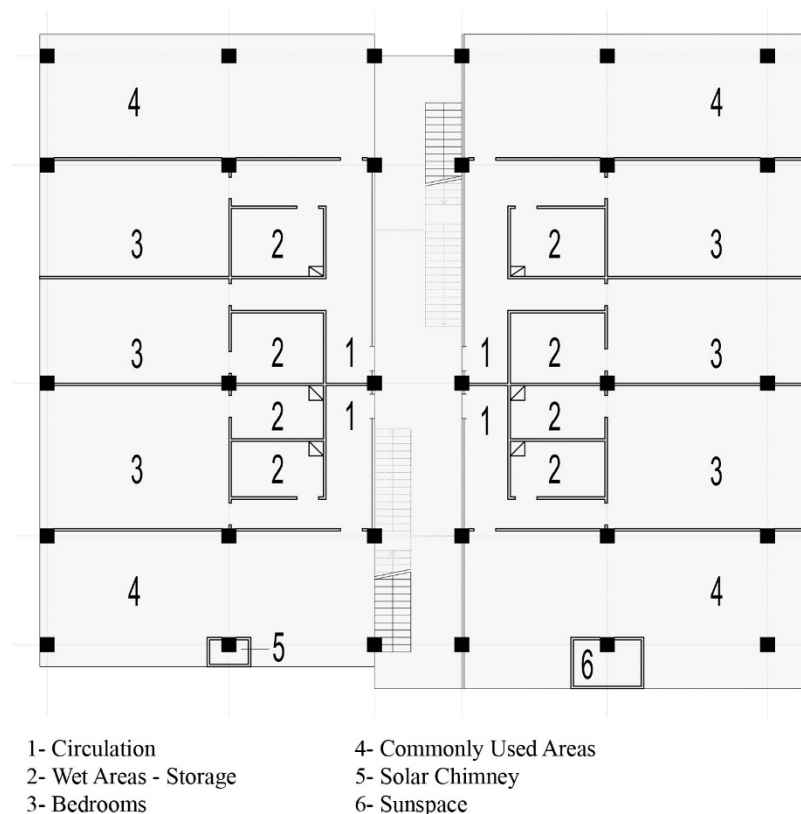 4 4
3 2 2 3
3 2 1 1 2 3
2 1 1 2
3 2 2 3
4 4
5 6
1- Circulation
2- Wet Areas - Storage
3- Bedrooms
4- Commonly Used Areas
5- Solar Chimney
6- Sunspace